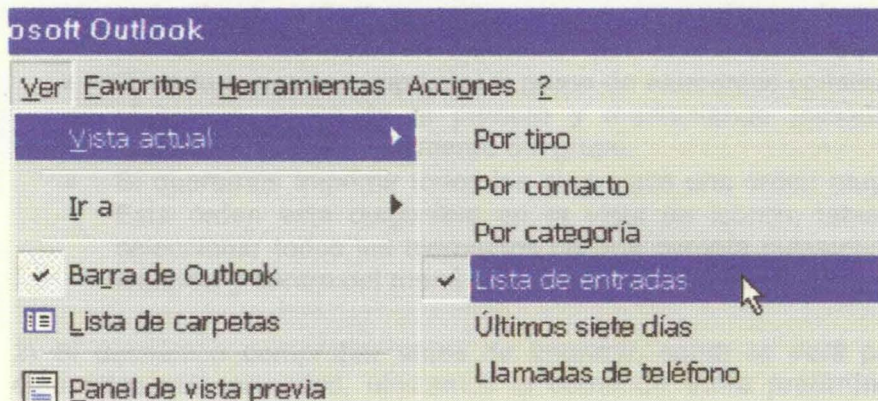 osoft Outlook
Ver Favoritos Herramientas Acciones ?
Vista actual
Ir a
Barra de Outlook
Lista de carpetas
Panel de vista previa
Por tipo
Por contacto
Por categoría
Lista de entradas
Últimos siete días
Llamadas de teléfono